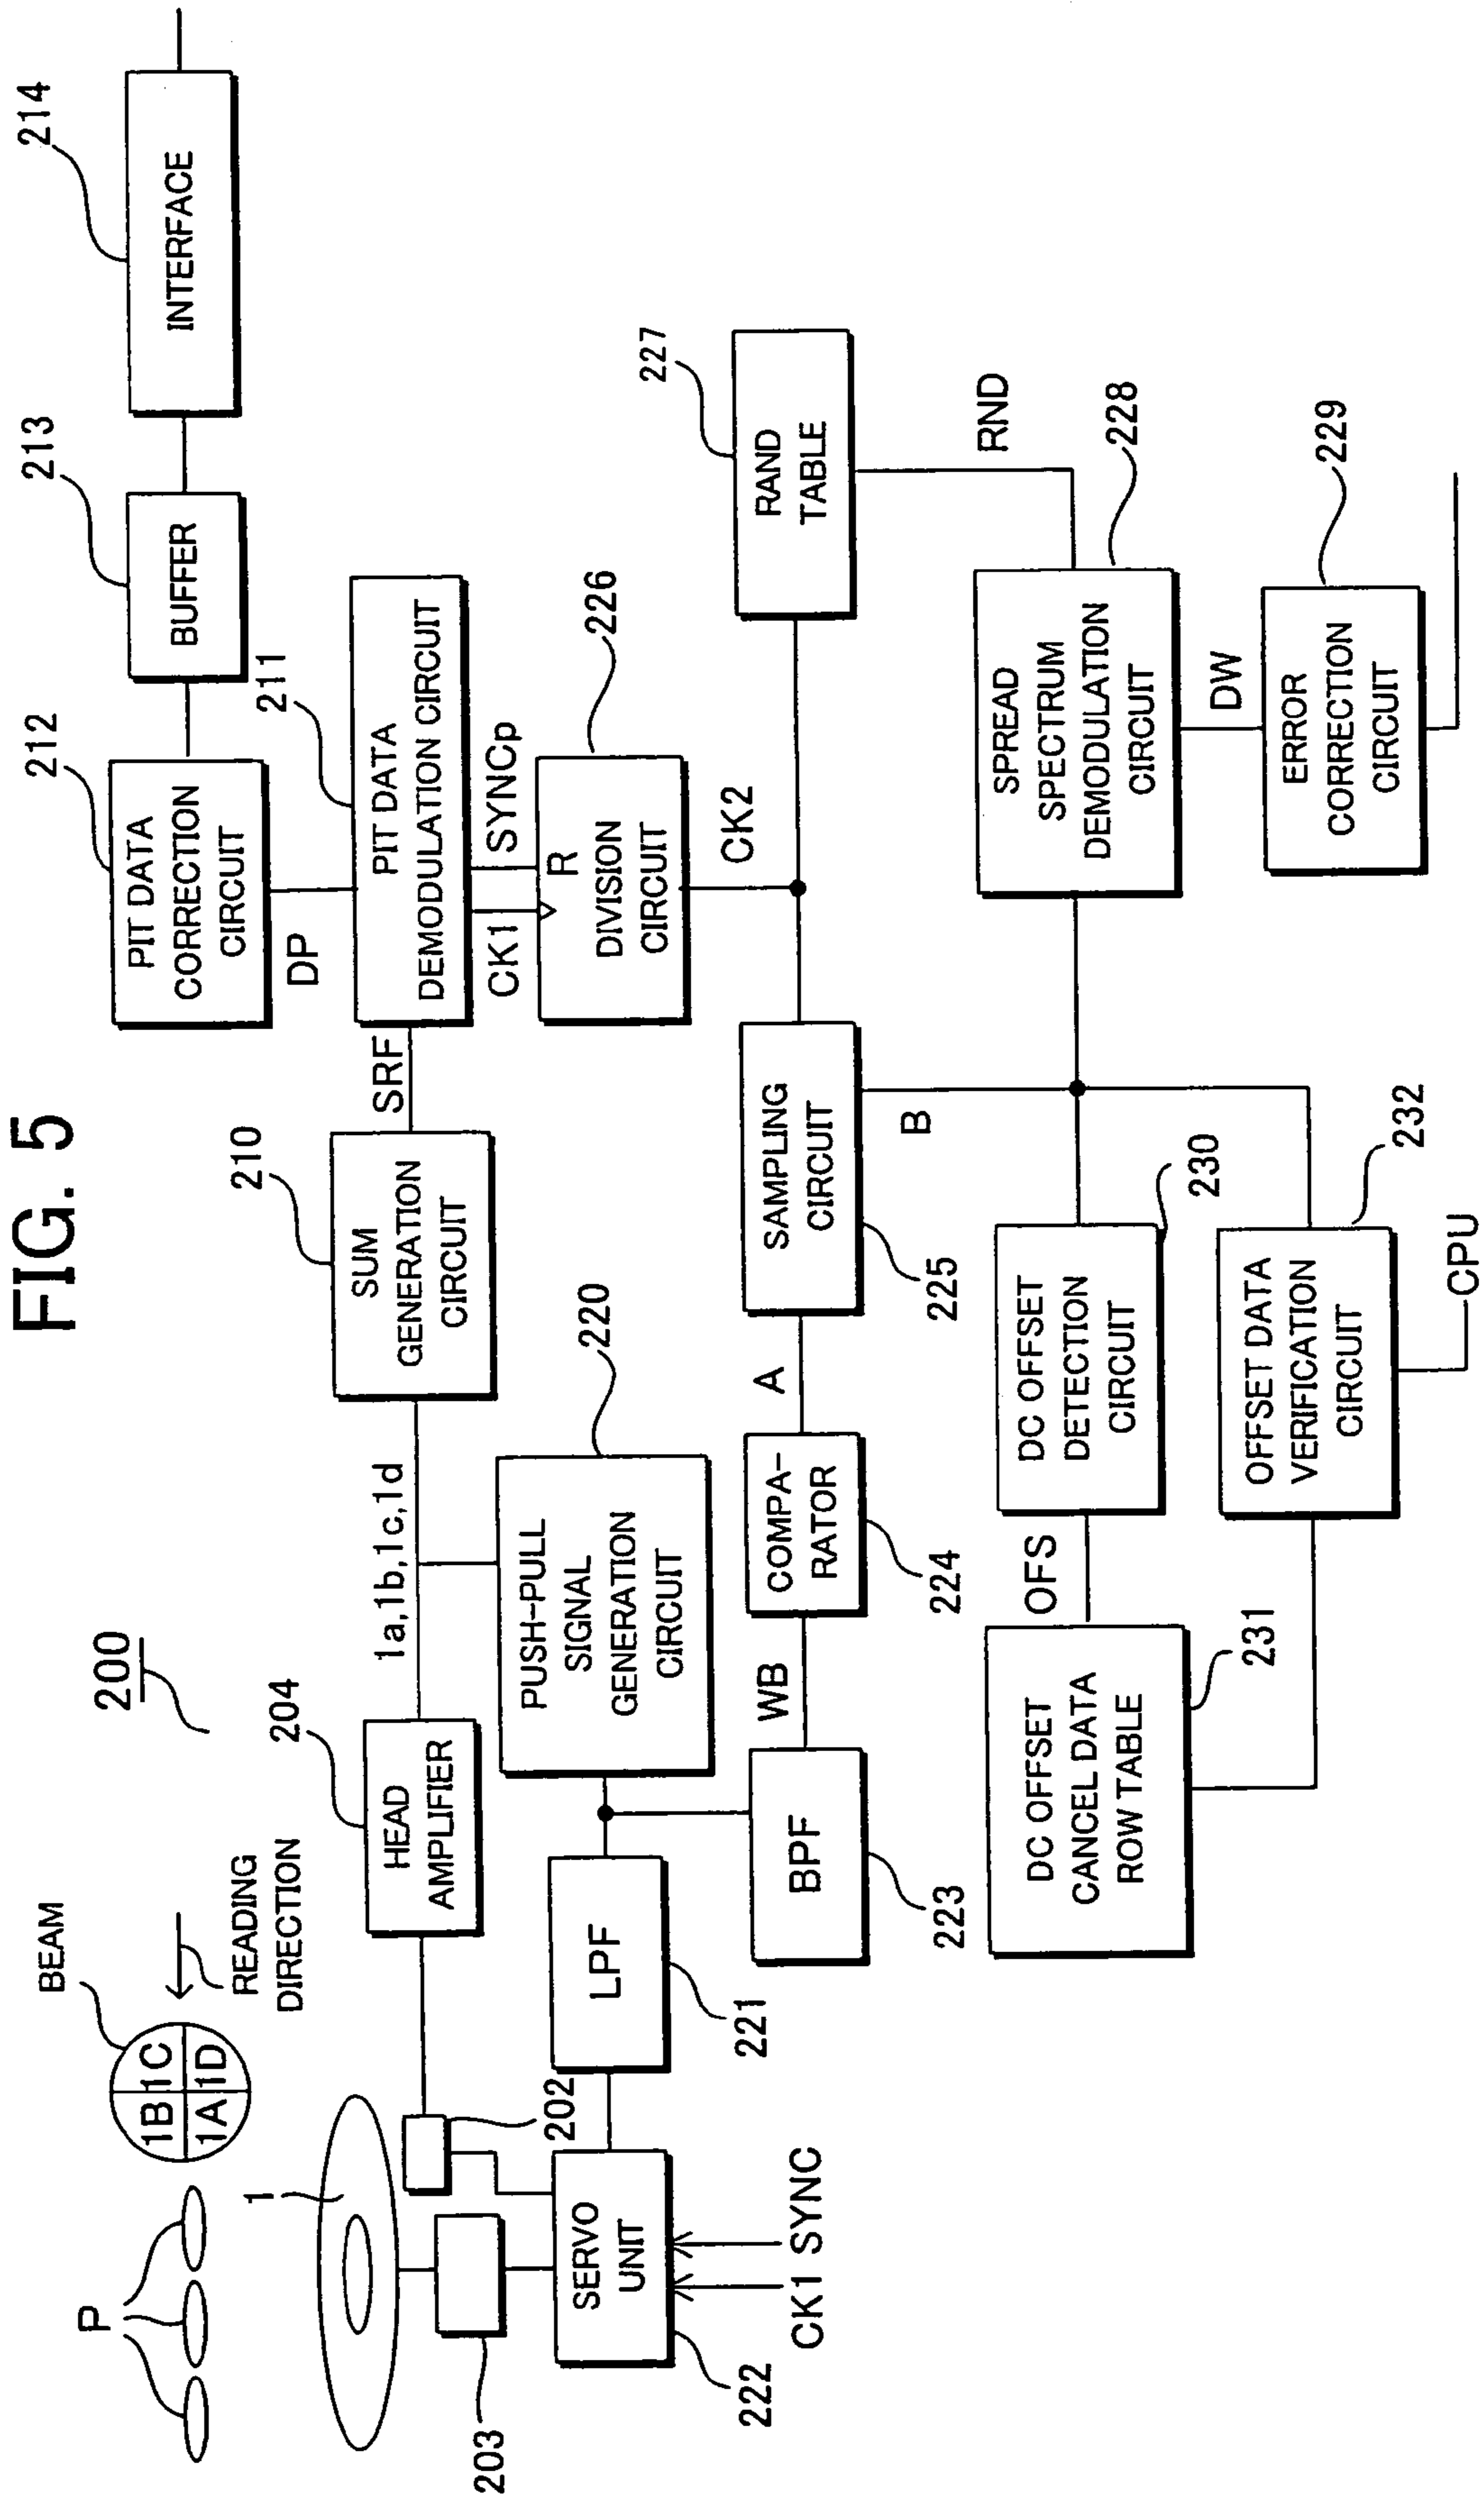 FIG. 5
200
P
BEAM
1B 1C
1A 1D
READING
DIRECTION
1
202
203
204
HEAD
AMPLIFIER
1a,1b,1c,1d
210
SUM
GENERATION
CIRCUIT
SRF
211
PIT DATA
DEMODULATION CIRCUIT
DP
212
PIT DATA
CORRECTION
CIRCUIT
213
BUFFER
214
INTERFACE
CK1
SYNCp
R
DIVISION
CIRCUIT
226
CK2
220
PUSH-PULL
SIGNAL
GENERATION
CIRCUIT
LPF
221
SERVO
UNIT
222
CK1 SYNC
BPF
223
WB
COMPA-
RATOR
224
A
SAMPLING
CIRCUIT
225
B
227
RAND
TABLE
RND
228
SPREAD
SPECTRUM
DEMODULATION
CIRCUIT
DW
229
ERROR
CORRECTION
CIRCUIT
DC OFFSET
DETECTION
CIRCUIT
230
OFS
DC OFFSET
CANCEL DATA
ROW TABLE
231
OFFSET DATA
VERIFICATION
CIRCUIT
232
CPU